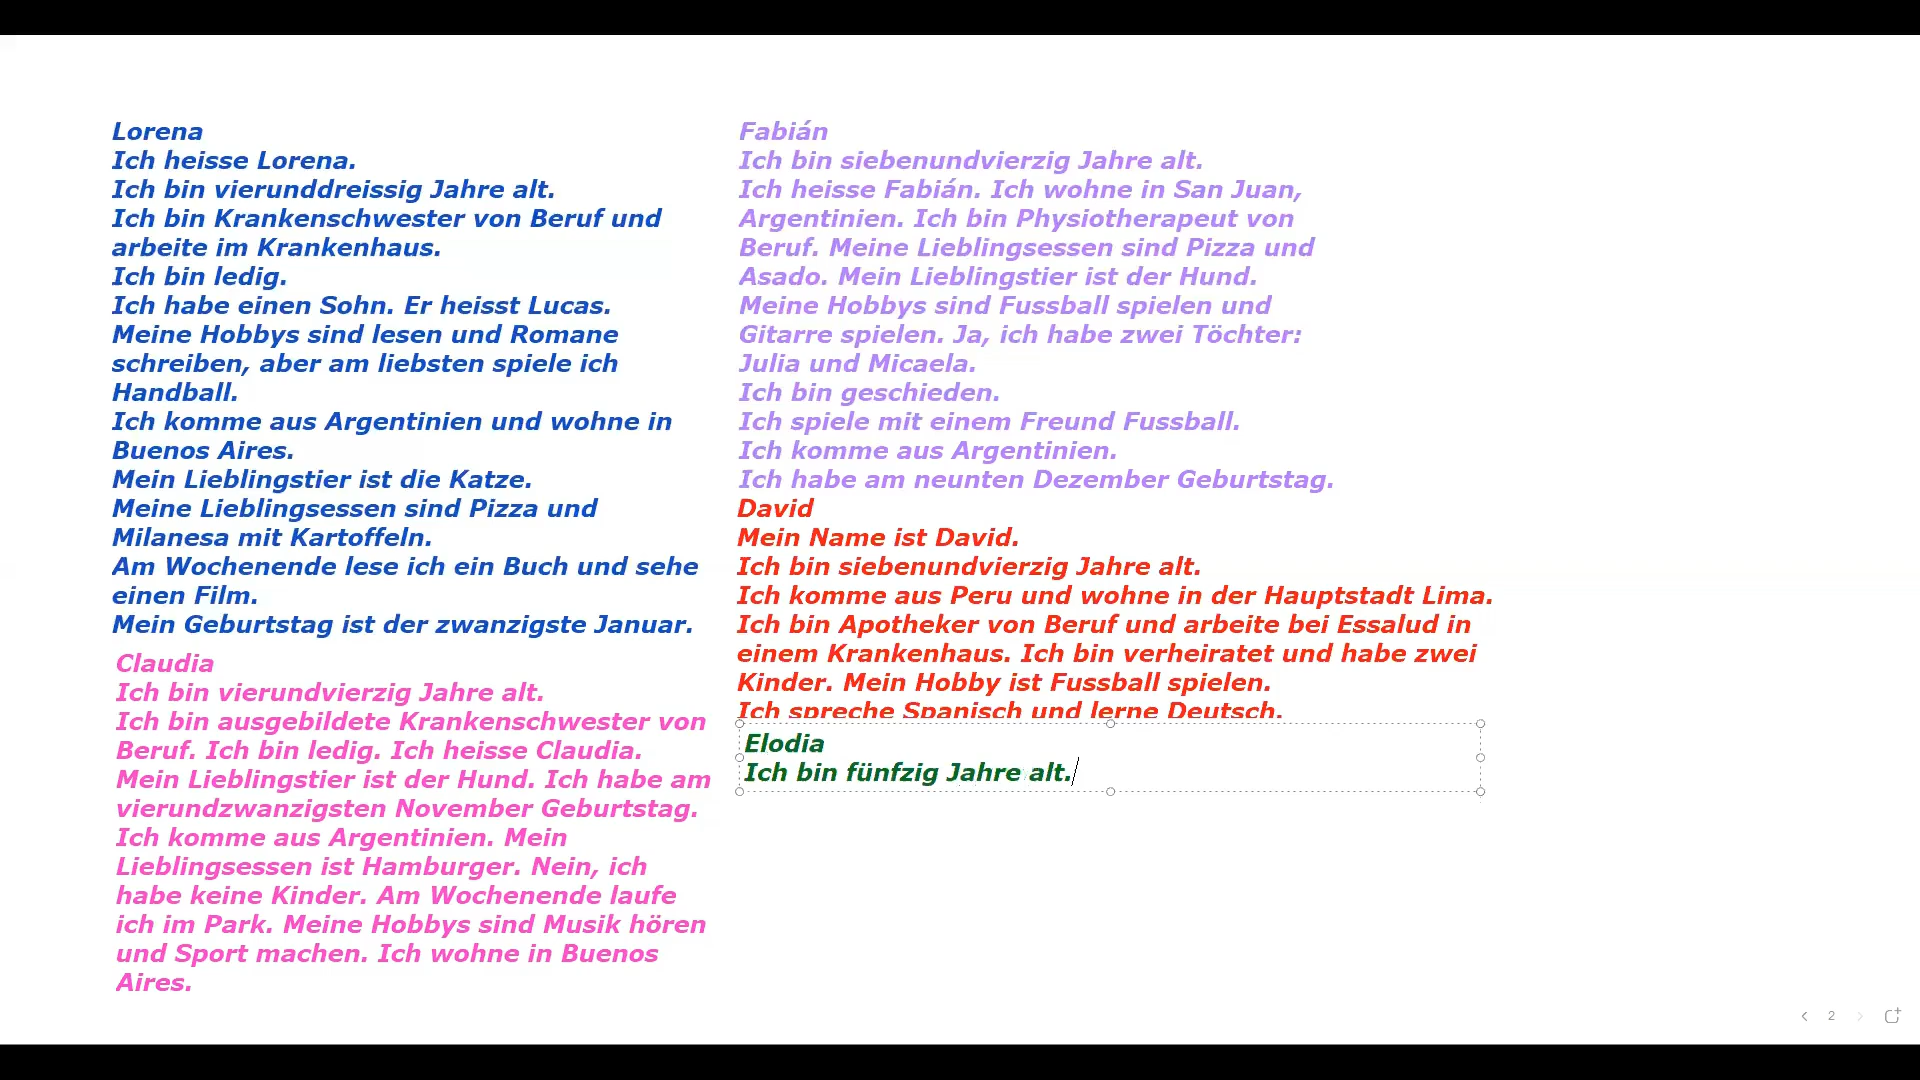 Lorena
Ich heisse Lorena.
Ich bin vierunddreissig Jahre alt.
Ich bin Krankenschwester von Beruf und
arbeite im Krankenhaus.
Ich bin ledig.
Ich habe einen Sohn. Er heisst Lucas.
Meine Hobbys sind lesen und Romane
schreiben, aber am liebsten spiele ich
Handball.
Ich komme aus Argentinien und wohne in
Buenos Aires.
Mein Lieblingstier ist die Katze.
Meine Lieblingsessen sind Pizza und
Milanesa mit Kartoffeln.
Am Wochenende lese ich ein Buch und sehe
einen Film.
Mein Geburtstag ist der zwanzigste Januar.
Claudia
Ich bin vierundvierzig Jahre alt.
Ich bin ausgebildete Krankenschwester von
Beruf. Ich bin ledig. Ich heisse Claudia.
Mein Lieblingstier ist der Hund. Ich habe am
vierundzwanzigsten November Geburtstag.
Ich komme aus Argentinien. Mein
Lieblingsessen ist Hamburger. Nein, ich
habe keine Kinder. Am Wochenende laufe
ich im Park. Meine Hobbys sind Musik hören
und Sport machen. Ich wohne in Buenos
Aires.
Fabián
Ich bin siebenundvierzig Jahre alt.
Ich heisse Fabián. Ich wohne in San Juan,
Argentinien. Ich bin Physiotherapeut von
Beruf. Meine Lieblingsessen sind Pizza und
Asado. Mein Lieblingstier ist der Hund.
Meine Hobbys sind Fussball spielen und
Gitarre spielen. Ja, ich habe zwei Töchter:
Julia und Micaela.
Ich bin geschieden.
Ich spiele mit einem Freund Fussball.
Ich komme aus Argentinien.
Ich habe am neunten Dezember Geburtstag.
David
Mein Name ist David.
Ich bin siebenundvierzig Jahre alt.
Ich komme aus Peru und wohne in der Hauptstadt Lima.
Ich bin Apotheker von Beruf und arbeite bei Essalud in
einem Krankenhaus. Ich bin verheiratet und habe zwei
Kinder. Mein Hobby ist Fussball spielen.
Ich spreche Spanisch und lerne Deutsch.
Elodia
Ich bin fünfzig Jahre alt.
2